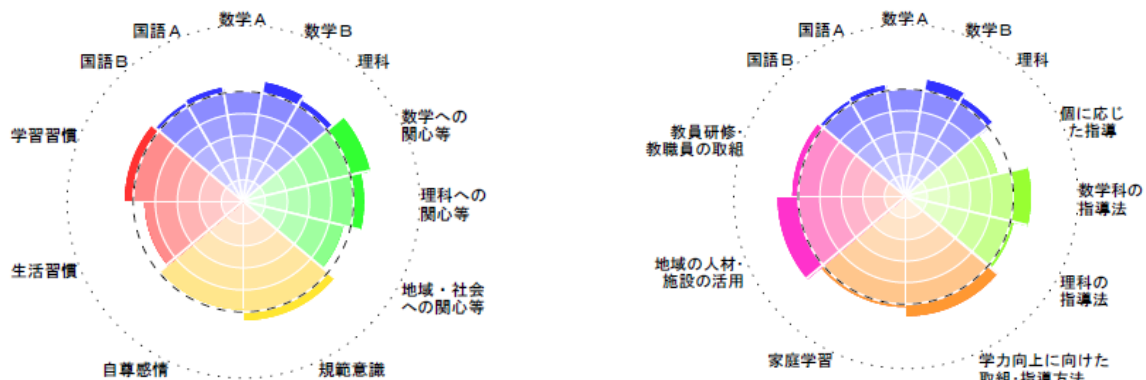 数学A
数学B
理科
数学への
関心等
理科への
関心等
地域・社会
への関心等
規範意識
自尊感情
生活習慣
学習習慣
国語B
国語A
数学A
数学B
理科
個に応じ
た指導
数学科の
指導法
理科の
指導法
学力向上に向けた
取組・指導方法
家庭学習
地域の人材・
施設の活用
教員研修・
教職員の取組
国語B
国語A